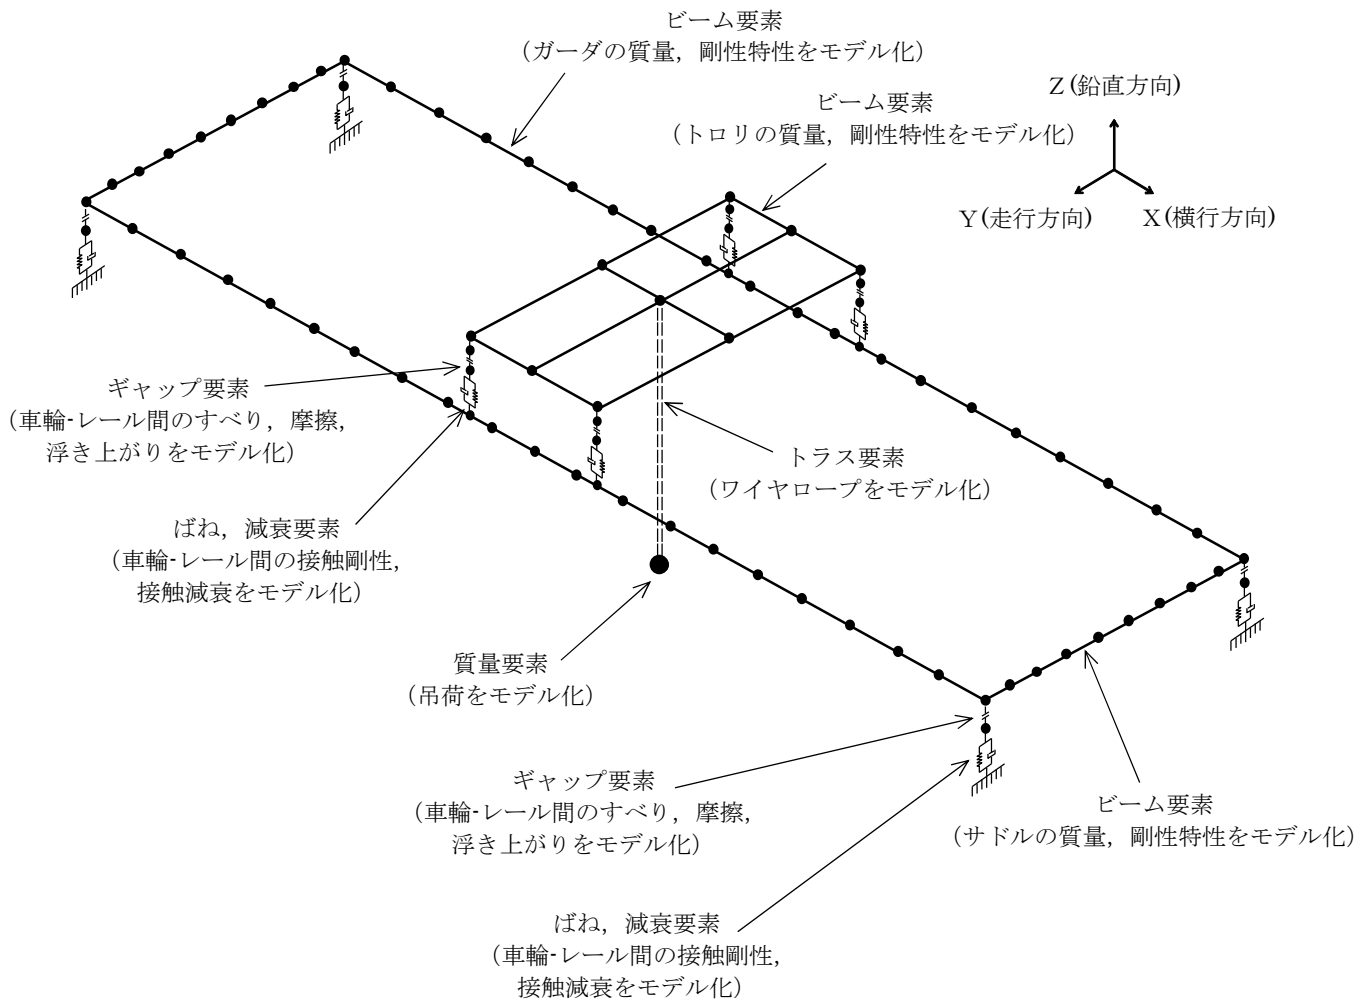 ビーム要素
（ガーダの質量，剛性特性をモデル化）
Ｚ(鉛直方向)
ビーム要素
（トロリの質量，剛性特性をモデル化）
Ｙ(走行方向)
Ｘ(横行方向)
ギャップ要素
（車輪-レール間のすべり，摩擦，
浮き上がりをモデル化）
トラス要素
（ワイヤロープをモデル化）
ばね，減衰要素
（車輪-レール間の接触剛性，
接触減衰をモデル化）
質量要素
（吊荷をモデル化）
ギャップ要素
（車輪-レール間のすべり，摩擦，
浮き上がりをモデル化）
ビーム要素
（サドルの質量，剛性特性をモデル化）
ばね，減衰要素
（車輪-レール間の接触剛性，
接触減衰をモデル化）